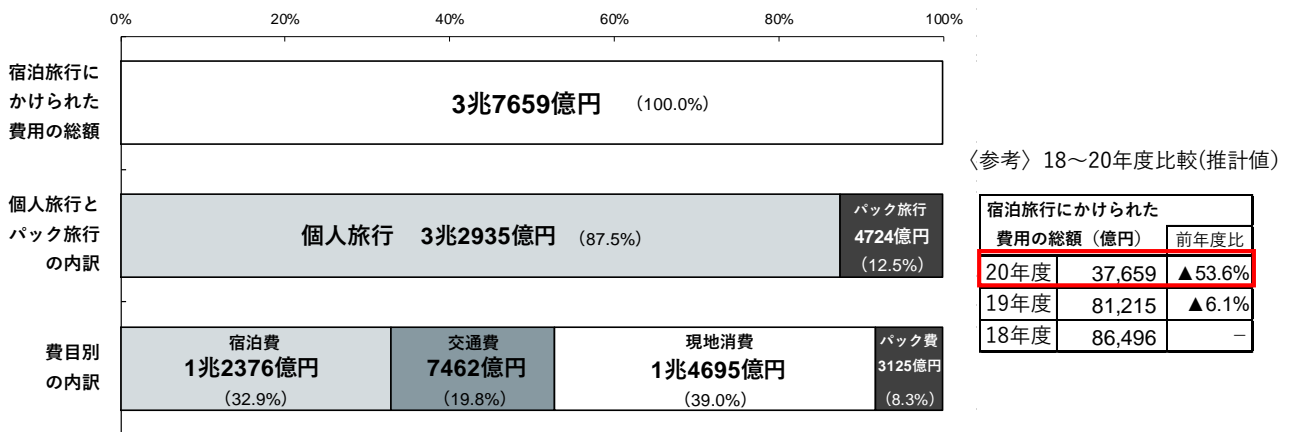 0% 20% 40% 60% 80% 100%
宿泊旅行に
かけられた
費用の総額
3兆7659億円 （100.0%）
個人旅行と
パック旅行
の内訳
個人旅行 3兆2935億円 （87.5%）
パック旅行
4724億円
（12.5%）
費目別
の内訳
宿泊費
1兆2376億円
（32.9%）
交通費
7462億円
（19.8%）
現地消費
1兆4695億円
（39.0%）
パック費
3125億円
（8.3%）
〈参考〉18～20年度比較(推計値)
宿泊旅行にかけられた
費用の総額（億円） 前年度比
20年度 37,659 ▲53.6%
19年度 81,215 ▲6.1%
18年度 86,496 －